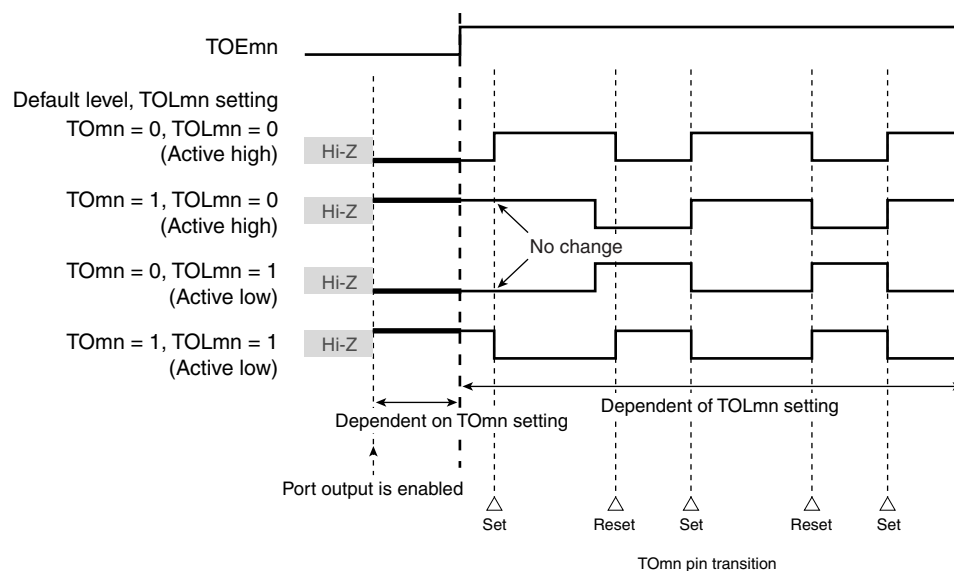 TOEmn
Default level, TOLmn setting
TOmn = 0, TOLmn = 0
(Active high)
Hi-Z
TOmn = 1, TOLmn = 0
(Active high)
Hi-Z
No change
TOmn = 0, TOLmn = 1
(Active low)
Hi-Z
TOmn = 1, TOLmn = 1
(Active low)
Hi-Z
Dependent on TOmn setting
Dependent of TOLmn setting
Port output is enabled
Set
Reset
Set
Reset
Set
TOmn pin transition